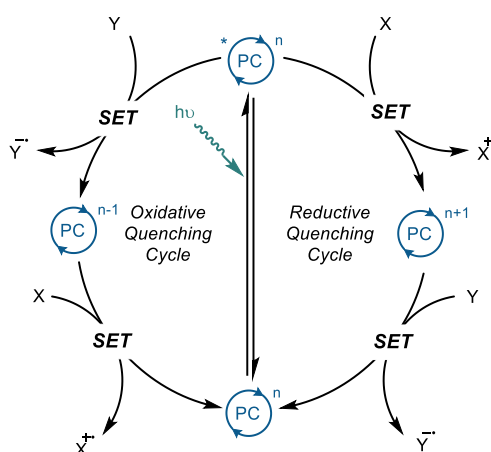 Y
* PC n
X
SET
SET
hυ
Y−•
X+•
PC n-1
Oxidative
Quenching
Cycle
Reductive
Quenching
Cycle
PC n+1
X
Y
SET
SET
PC n
X+•
Y−•